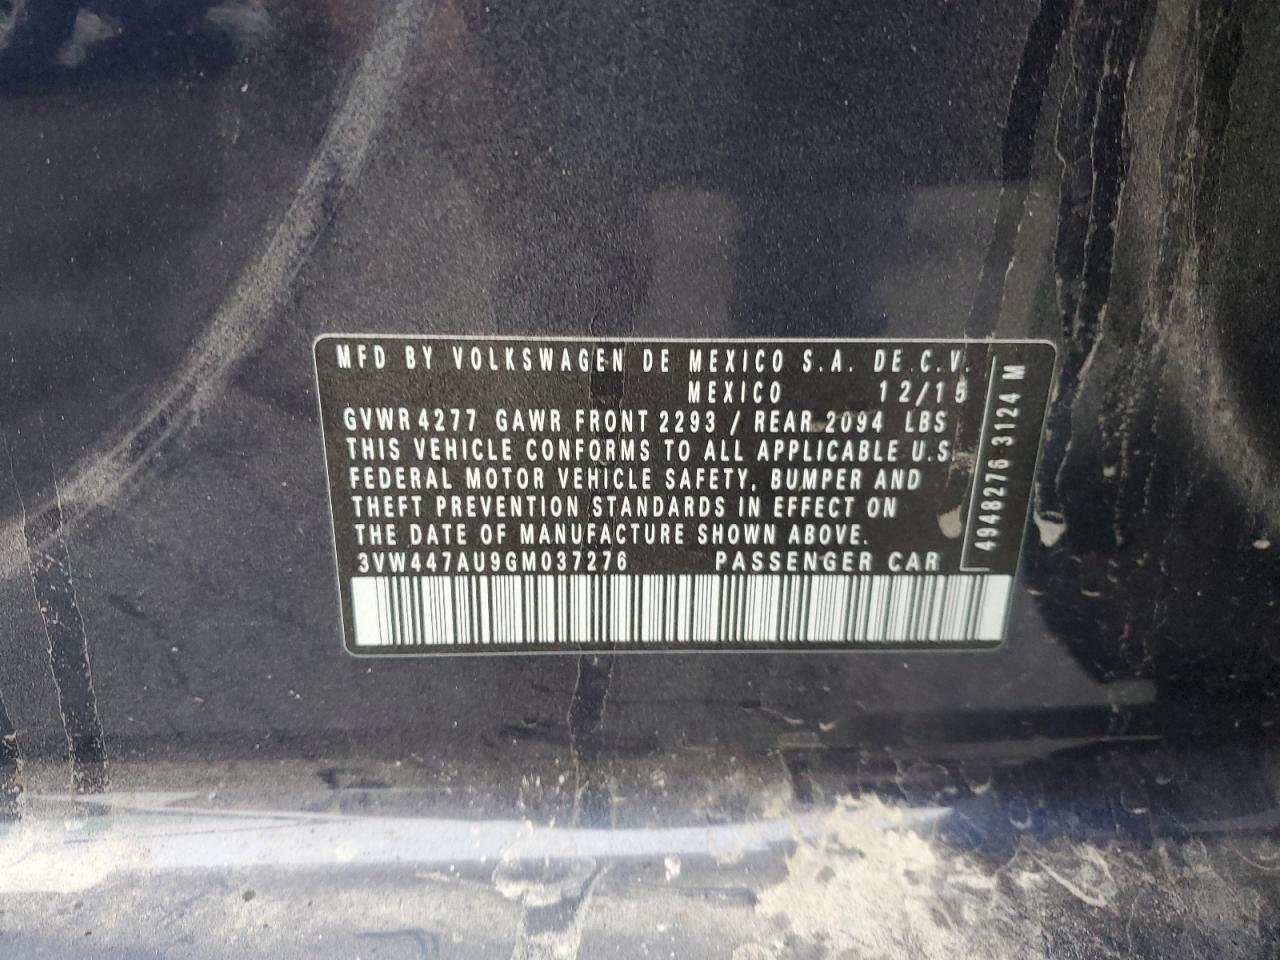 MFD BY VOLKSWAGEN DE MEXICO S.A. DE C.V.
MEXICO 12/15
GVWR 4277 GAWR FRONT 2293 / REAR 2094 LBS
THIS VEHICLE CONFORMS TO ALL APPLICABLE U.S.
FEDERAL MOTOR VEHICLE SAFETY, BUMPER AND
THEFT PREVENTION STANDARDS IN EFFECT ON
THE DATE OF MANUFACTURE SHOWN ABOVE.
3VW447AU9GM037276 PASSENGER CAR
4948276 3124 M